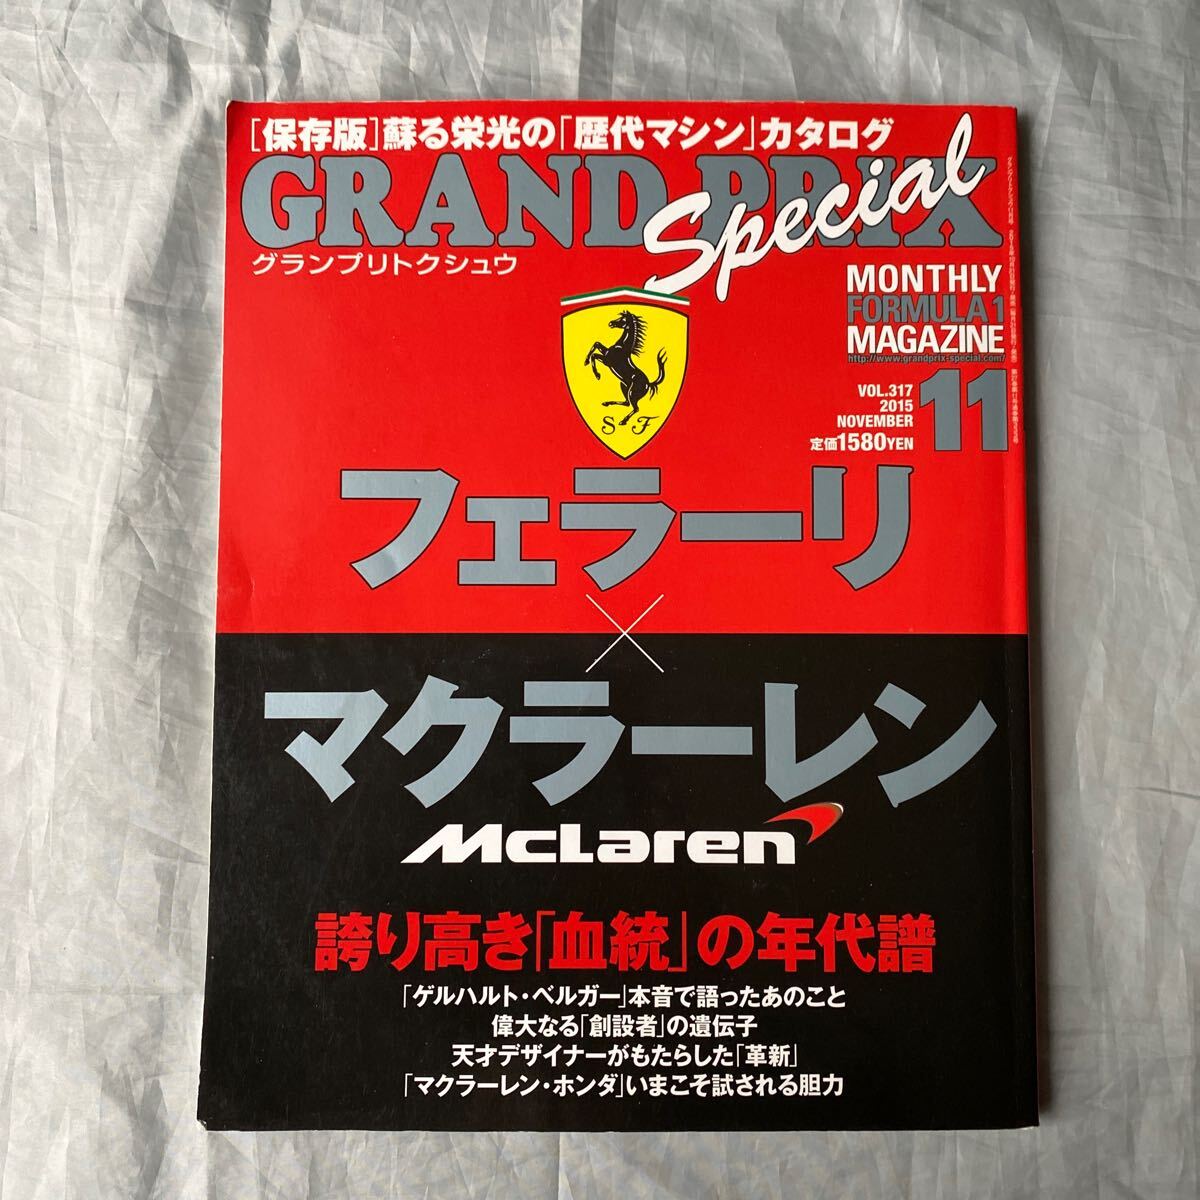 [保存版]蘇る栄光の「歴代マシン」カタログ
GRAND PRIX
Special
グランプリトクシュウ
MONTHLY
FORMULA 1
MAGAZINE
http://www.grandprix-special.com/
VOL.317
2015
NOVEMBER
11
定価1580YEN
S F
フェラーリ
×
マクラーレン
McLaren
誇り高き「血統」の年代譜
「ゲルハルト・ベルガー」本音で語ったあのこと
偉大なる「創設者」の遺伝子
天才デザイナーがもたらした「革新」
「マクラーレン・ホンダ」いまこそ試される胆力